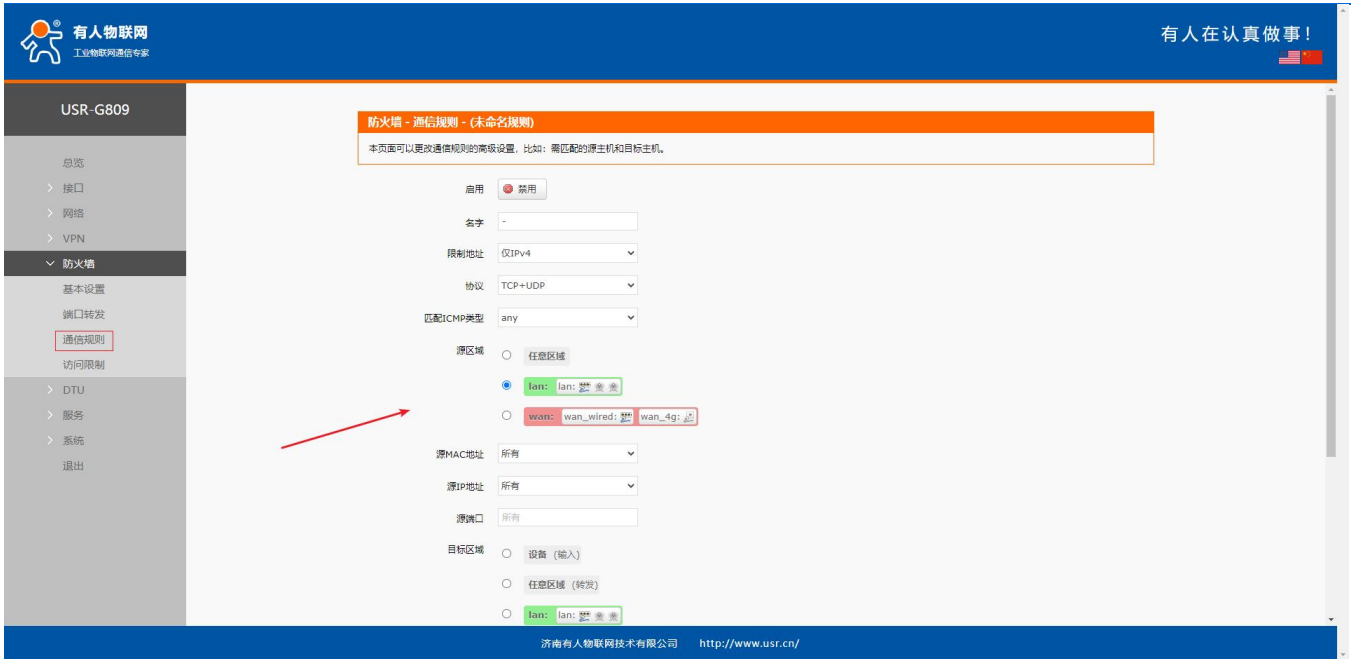 有人物联网
工业物联网通信专家
有人在认真做事！
USR-G809
总览
接口
网络
VPN
防火墙
基本设置
端口转发
通信规则
访问限制
DTU
服务
系统
退出
防火墙 - 通信规则 - (未命名规则)
本页面可以更改通信规则的高级设置，比如：需匹配的源主机和目标主机。
启用 禁用
名字 -
限制地址 仅IPv4
协议 TCP+UDP
匹配ICMP类型 any
源区域 任意区域
lan: lan:
wan: wan_wired: wan_4g:
源MAC地址 所有
源IP地址 所有
源端口 所有
目标区域 设备 (输入)
任意区域 (转发)
lan: lan:
济南有人物联网技术有限公司 http://www.usr.cn/